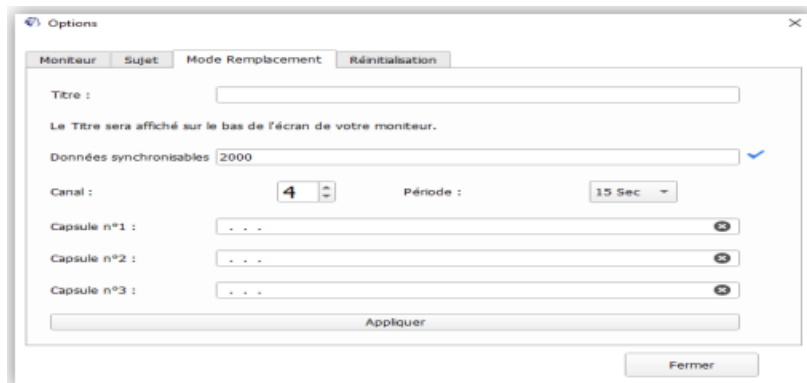 Options
Moniteur Sujet Mode Remplacement Réinitialisation
Titre :
Le Titre sera affiché sur le bas de l'écran de votre moniteur.
Données synchronisables 2000
Canal : 4 Période : 15 Sec
Capsule n°1 : . . .
Capsule n°2 : . . .
Capsule n°3 : . . .
Appliquer
Fermer